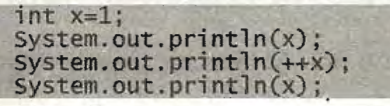 int x=1;
System.out.println(x);
System.out.println(++x);
System.out.println(x);